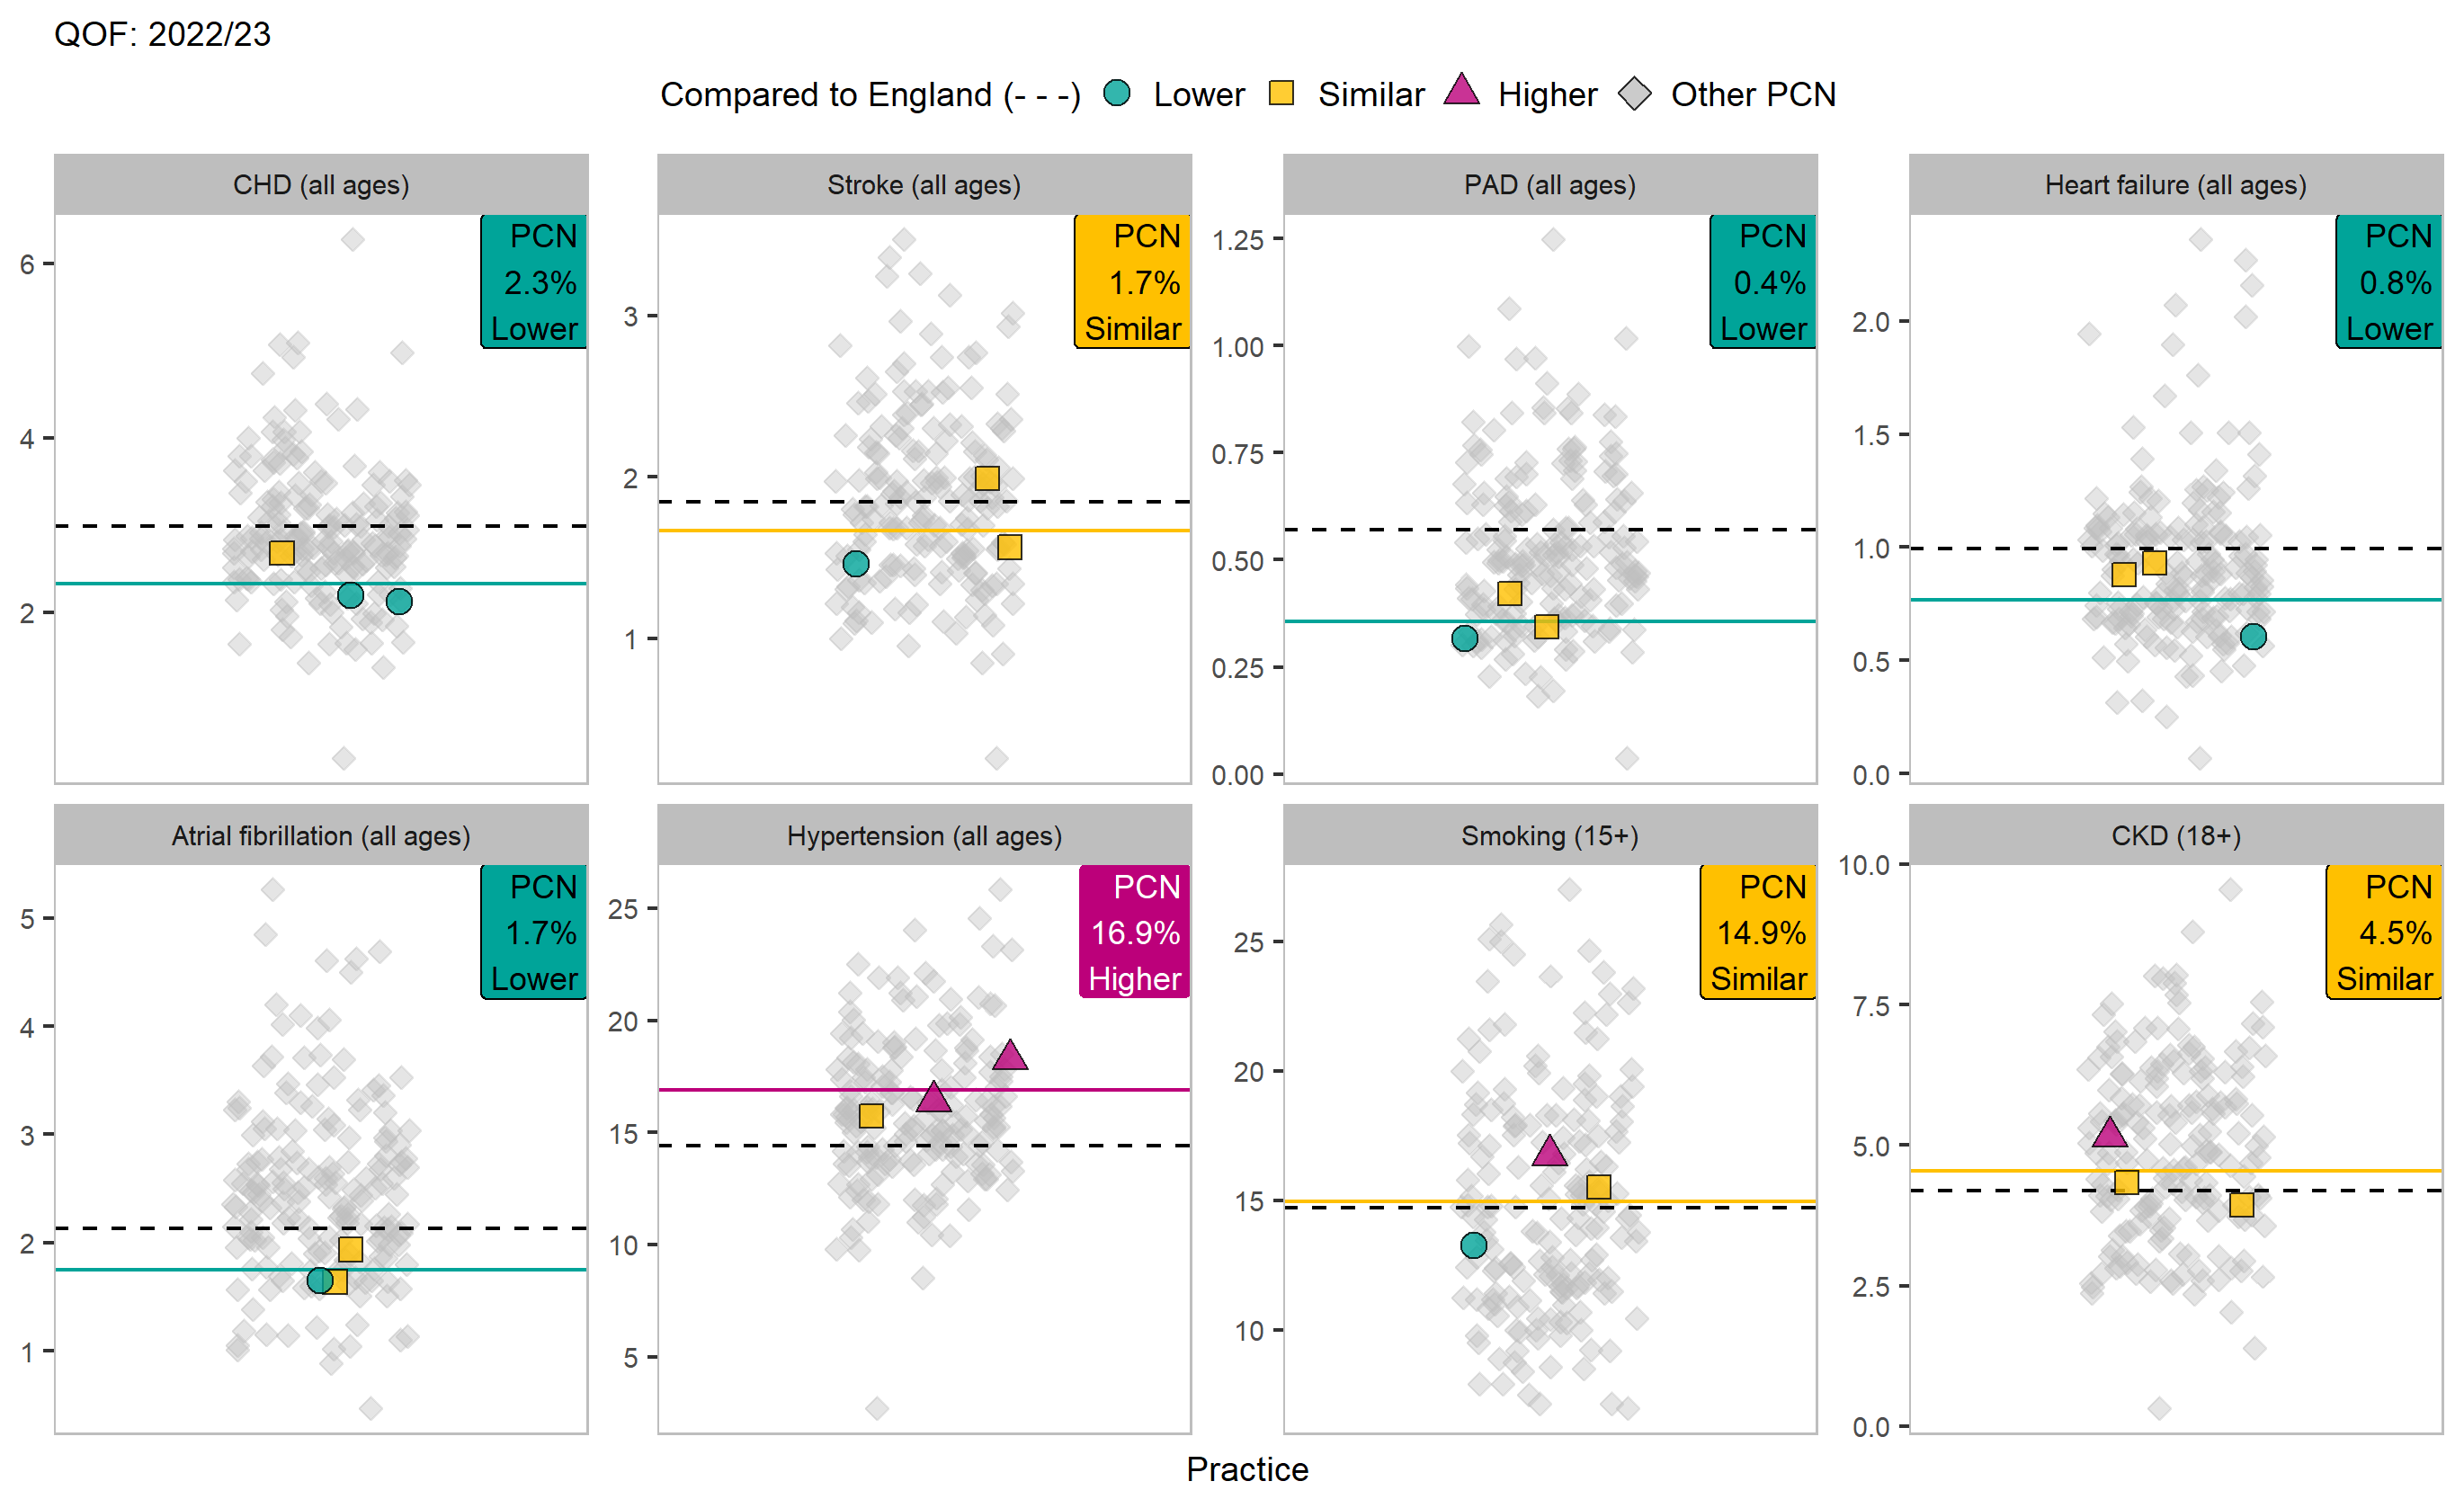 QOF: 2022/23
Compared to England (- - -) Lower Similar Higher Other PCN
CHD (all ages)
6
4
2
PCN
2.3%
Lower
Stroke (all ages)
3
2
1
PCN
1.7%
Similar
PAD (all ages)
1.25
1.00
0.75
0.50
0.25
0.00
PCN
0.4%
Lower
Heart failure (all ages)
2.0
1.5
1.0
0.5
0.0
PCN
0.8%
Lower
Atrial fibrillation (all ages)
5
4
3
2
1
PCN
1.7%
Lower
Hypertension (all ages)
25
20
15
10
5
PCN
16.9%
Higher
Smoking (15+)
25
20
15
10
PCN
14.9%
Similar
CKD (18+)
10.0
7.5
5.0
2.5
0.0
PCN
4.5%
Similar
Practice